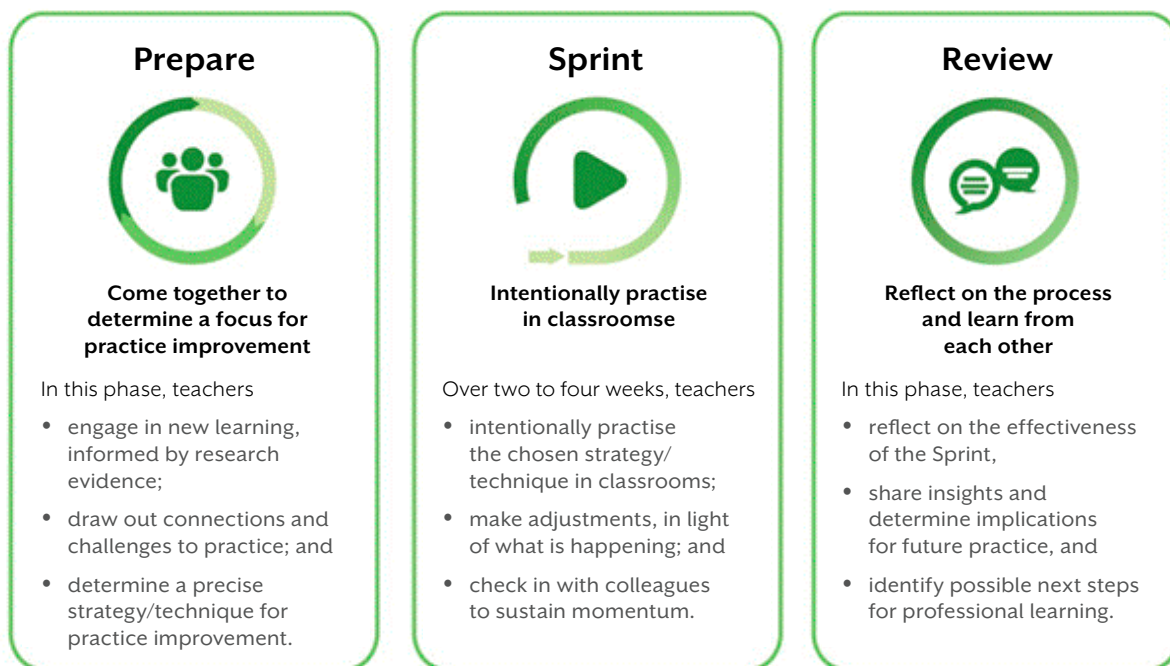 Prepare
Come together to
determine a focus for
practice improvement
In this phase, teachers
• engage in new learning,
informed by research
evidence;
• draw out connections and
challenges to practice; and
• determine a precise
strategy/technique for
practice improvement.
Sprint
Intentionally practise
in classroomse
Over two to four weeks, teachers
• intentionally practise
the chosen strategy/
technique in classrooms;
• make adjustments, in light
of what is happening; and
• check in with colleagues
to sustain momentum.
Review
Reflect on the process
and learn from
each other
In this phase, teachers
• reflect on the effectiveness
of the Sprint,
• share insights and
determine implications
for future practice, and
• identify possible next steps
for professional learning.